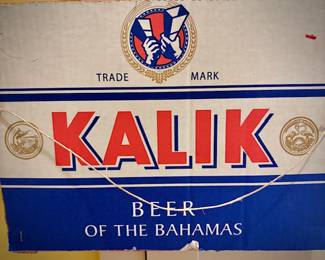 TRADE MARK
KALIK
BEER
OF THE BAHAMAS